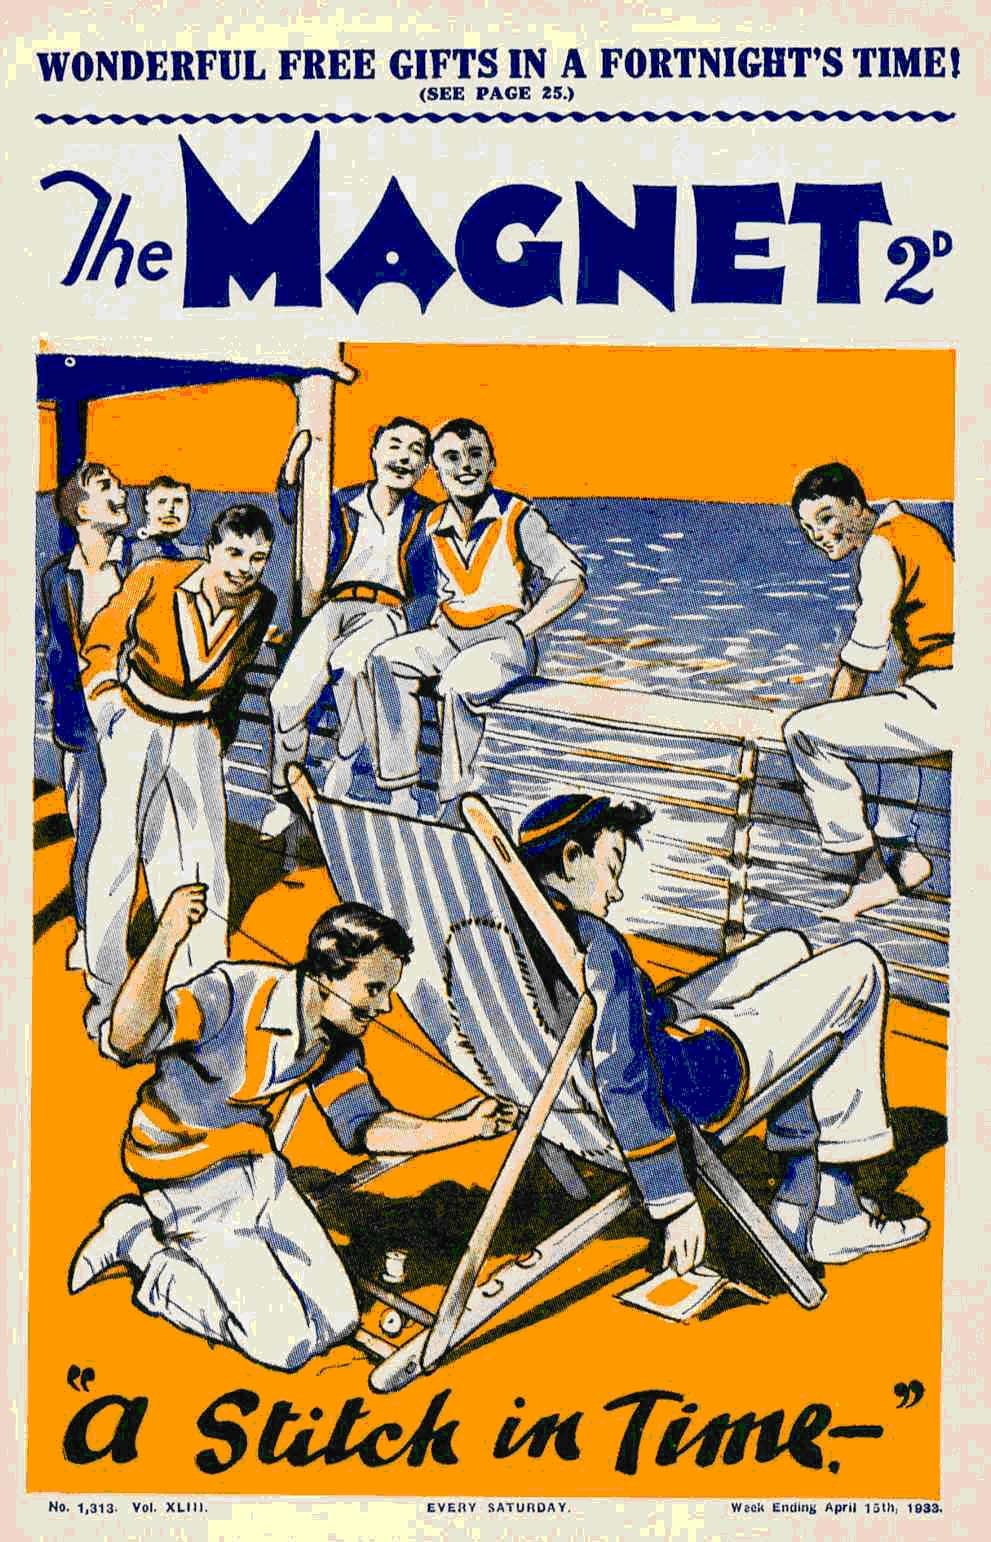 WONDERFUL FREE GIFTS IN A FORTNIGHT'S TIME!
(SEE PAGE 25.)
The MAGNET 2D
"a Stitch in Time.—"
No. 1,313. Vol. XLIII. EVERY SATURDAY. Week Ending April 15th, 1933.